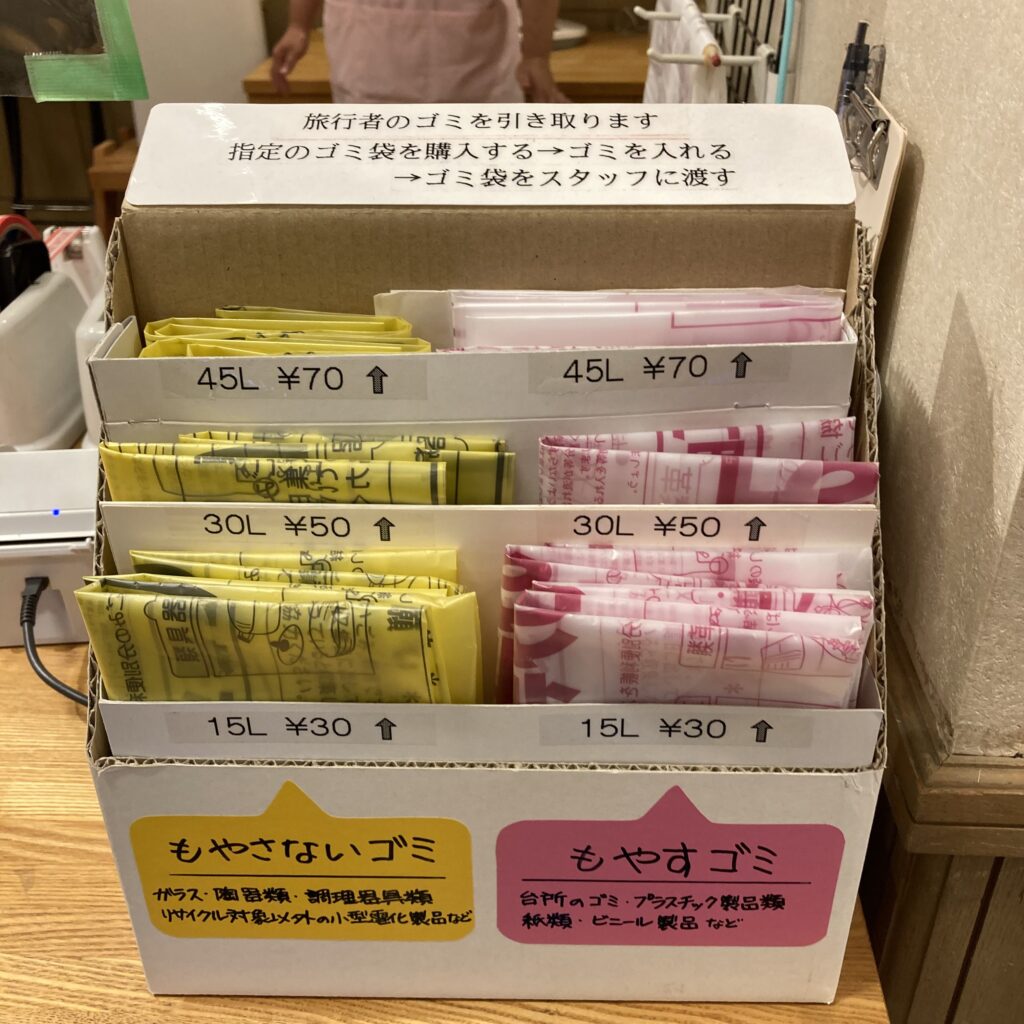 旅行者のゴミを引き取ります
指定のゴミ袋を購入する→ゴミを入れる
→ゴミ袋をスタッフに渡す
45L ¥70 ⬆
45L ¥70 ⬆
30L ¥50 ⬆
30L ¥50 ⬆
15L ¥30 ⬆
15L ¥30 ⬆
もやさないゴミ
ガラス・陶器類・調理器具類
リサイクル対象以外の小型電化製品など
もやすゴミ
台所のゴミ・プラスチック製品類
紙類・ビニール製品など